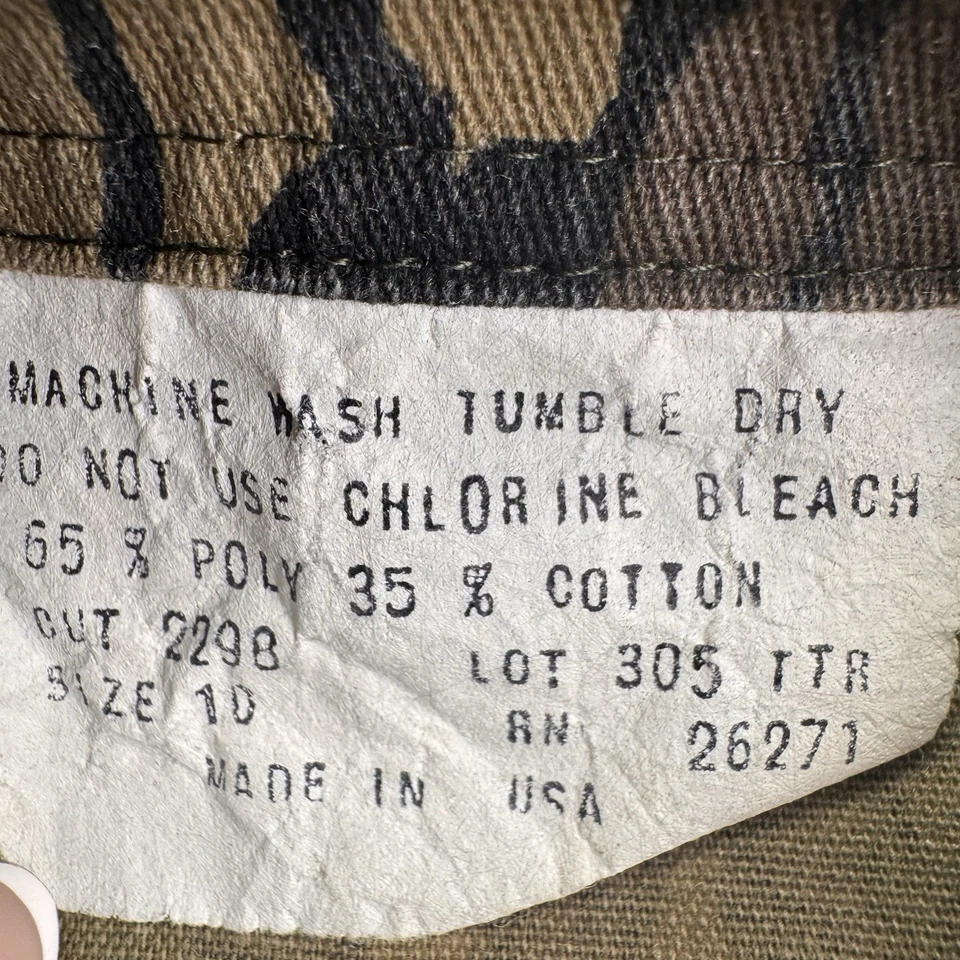 MACHINE WASH TUMBLE DRY
DO NOT USE CHLORINE BLEACH
65 % POLY 35 % COTTON
CUT 2298 LOT 305 TTR
SIZE 10 RN 26271
MADE IN USA